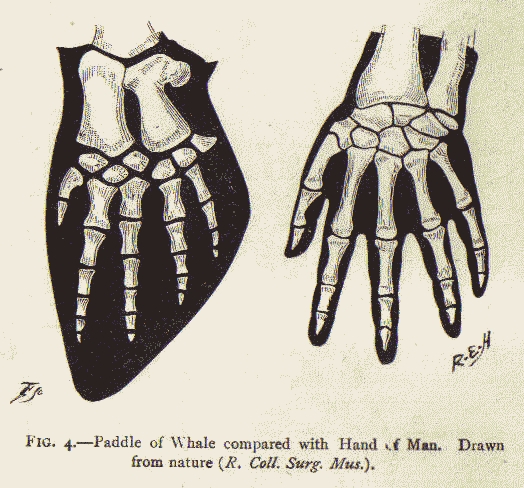 R.E.H
FIG. 4.—Paddle of Whale compared with Hand of Man. Drawn
from nature (R. Coll. Surg. Mus.).